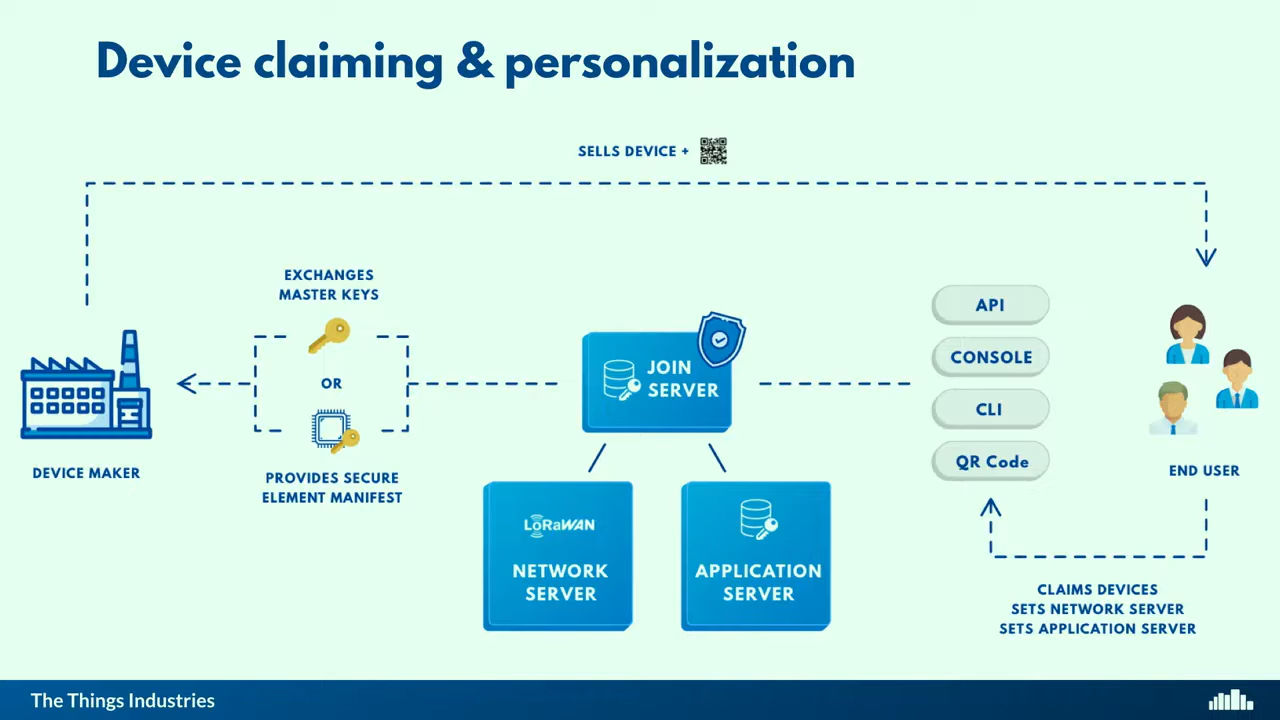 Device claiming & personalization
SELLS DEVICE +
EXCHANGES
MASTER KEYS
OR
PROVIDES SECURE
ELEMENT MANIFEST
DEVICE MAKER
JOIN
SERVER
LoRaWAN
NETWORK
SERVER
APPLICATION
SERVER
API
CONSOLE
CLI
QR Code
END USER
CLAIMS DEVICES
SETS NETWORK SERVER
SETS APPLICATION SERVER
The Things Industries